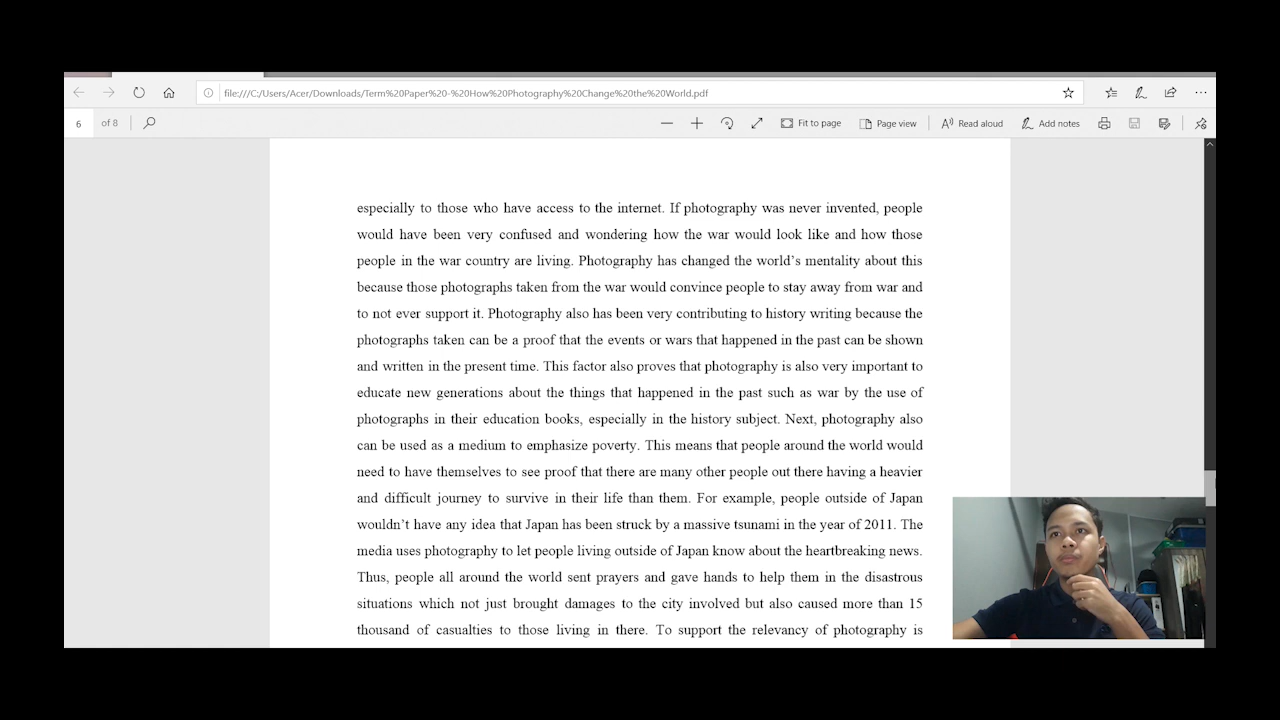 file:///C:/Users/Acer/Downloads/Term%20Paper%20-%20How%20Photography%20Change%20the%20World.pdf
6 of 8 Fit to page Page view Read aloud Add notes
especially to those who have access to the internet. If photography was never invented, people
would have been very confused and wondering how the war would look like and how those
people in the war country are living. Photography has changed the world’s mentality about this
because those photographs taken from the war would convince people to stay away from war and
to not ever support it. Photography also has been very contributing to history writing because the
photographs taken can be a proof that the events or wars that happened in the past can be shown
and written in the present time. This factor also proves that photography is also very important to
educate new generations about the things that happened in the past such as war by the use of
photographs in their education books, especially in the history subject. Next, photography also
can be used as a medium to emphasize poverty. This means that people around the world would
need to have themselves to see proof that there are many other people out there having a heavier
and difficult journey to survive in their life than them. For example, people outside of Japan
wouldn’t have any idea that Japan has been struck by a massive tsunami in the year of 2011. The
media uses photography to let people living outside of Japan know about the heartbreaking news.
Thus, people all around the world sent prayers and gave hands to help them in the disastrous
situations which not just brought damages to the city involved but also caused more than 15
thousand of casualties to those living in there. To support the relevancy of photography is